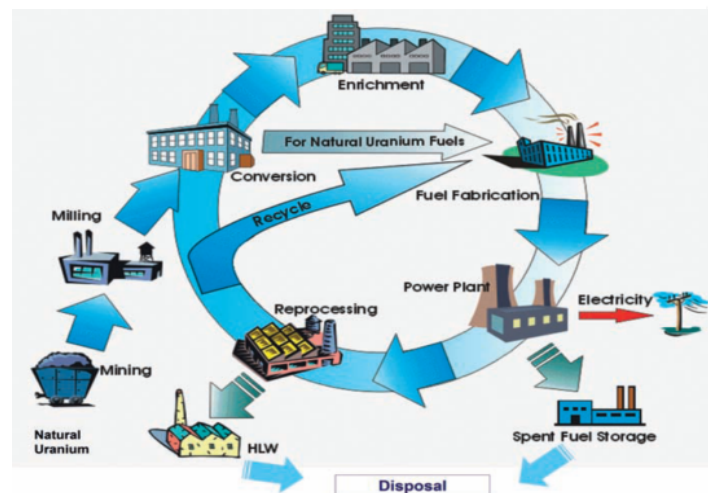 Enrichment
For Natural Uranium Fuels
Conversion
Fuel Fabrication
Milling
Recycle
Power Plant
Electricity
Reprocessing
Mining
Natural
Uranium
HLW
Spent Fuel Storage
Disposal